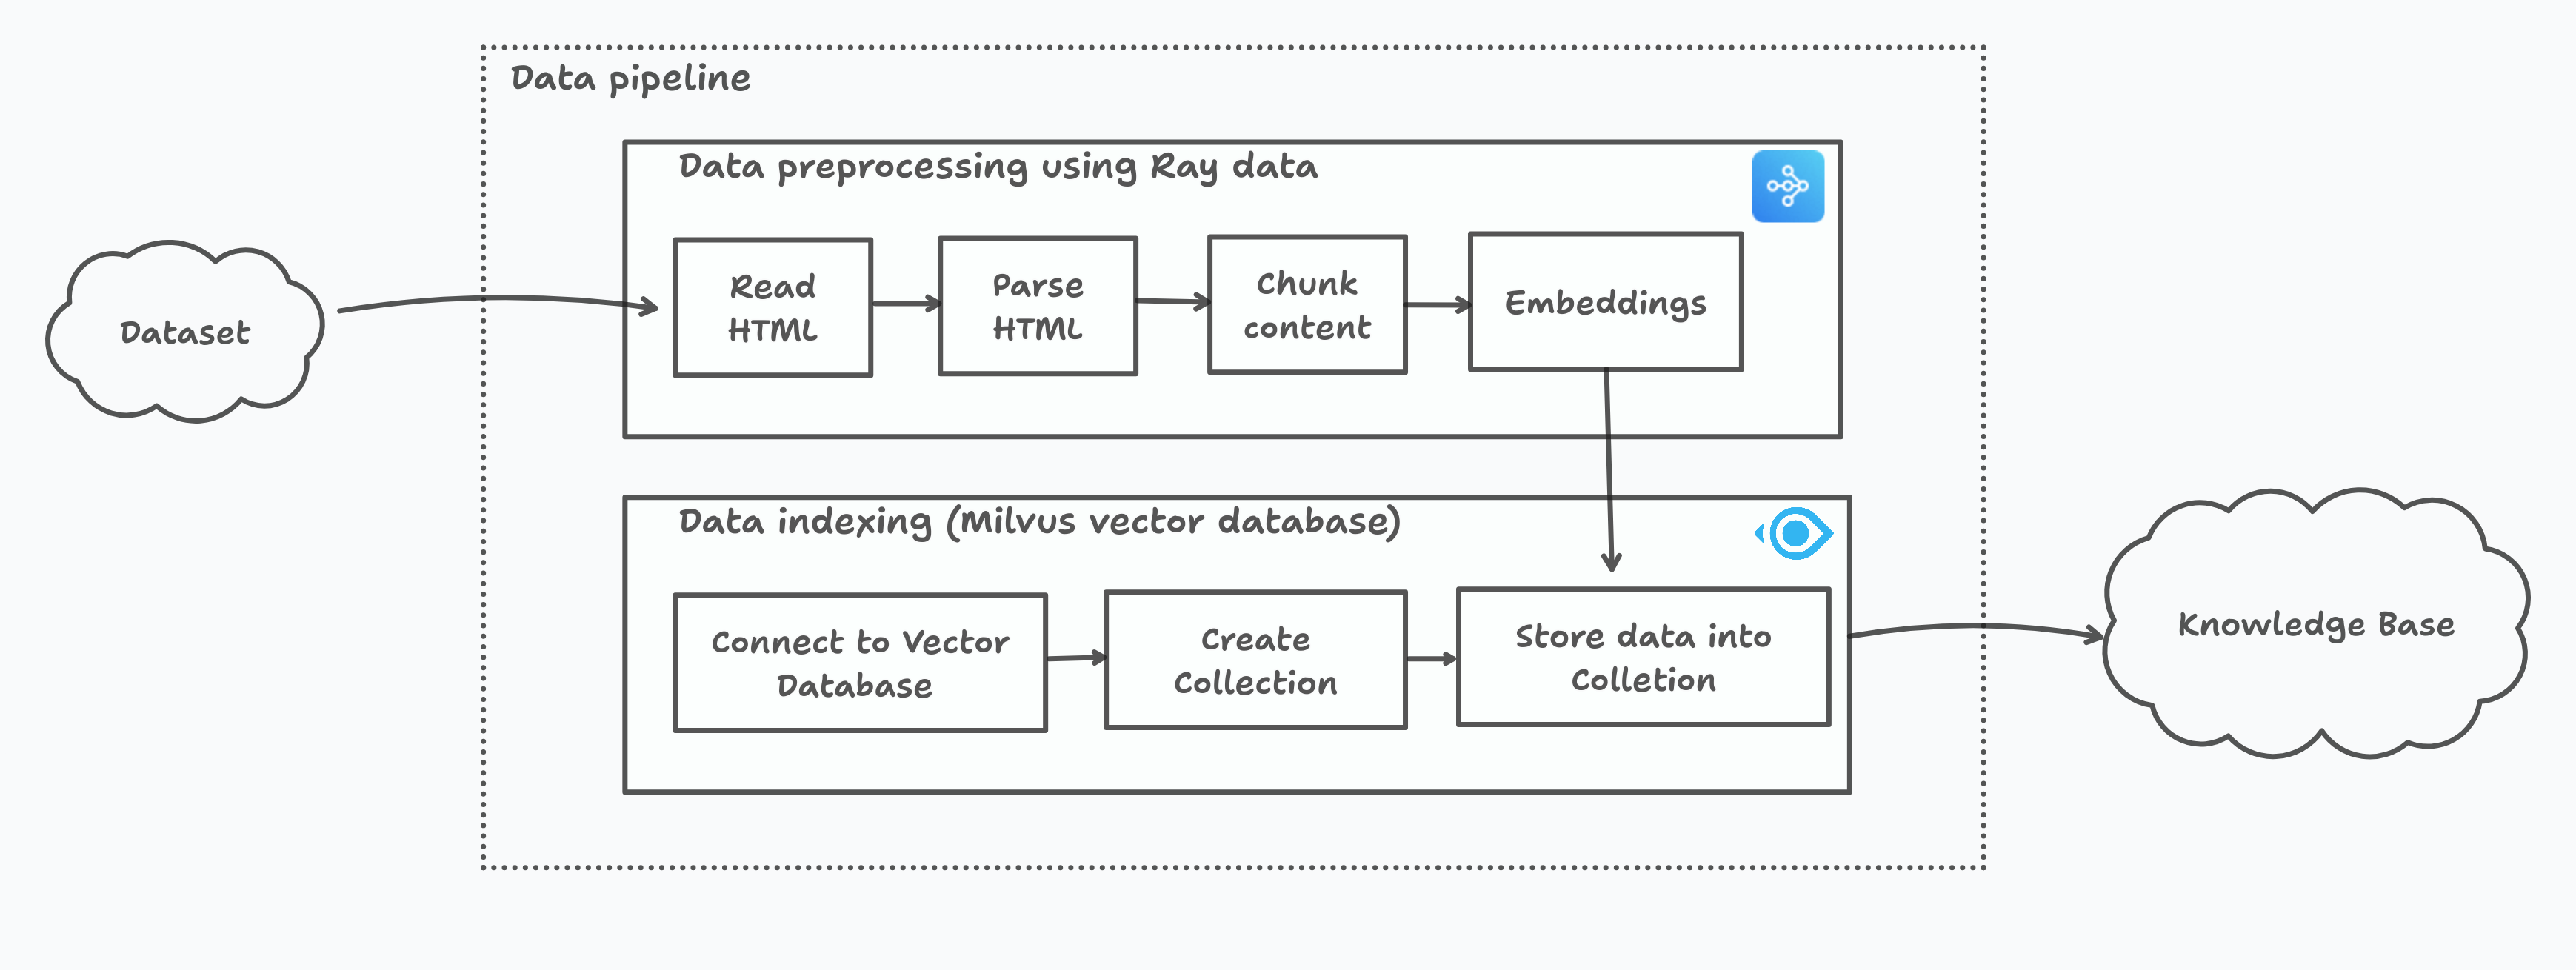 Data pipeline
Data preprocessing using Ray data
Read
HTML
Parse
HTML
Chunk
content
Embeddings
Dataset
Data indexing (Milvus vector database)
Connect to Vector
Database
Create
Collection
Store data into
Colletion
Knowledge Base